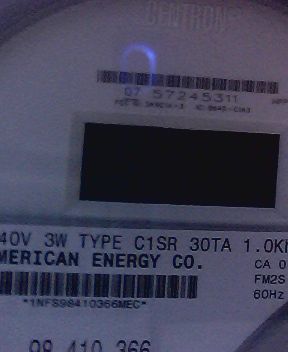 CENTRON
07 57245311
40V 3W TYPE C1SR 30TA 1.0K
MERICAN ENERGY CO.
CA 0
FM2S
60Hz
*1NFS98410366MEC*
98 410 366